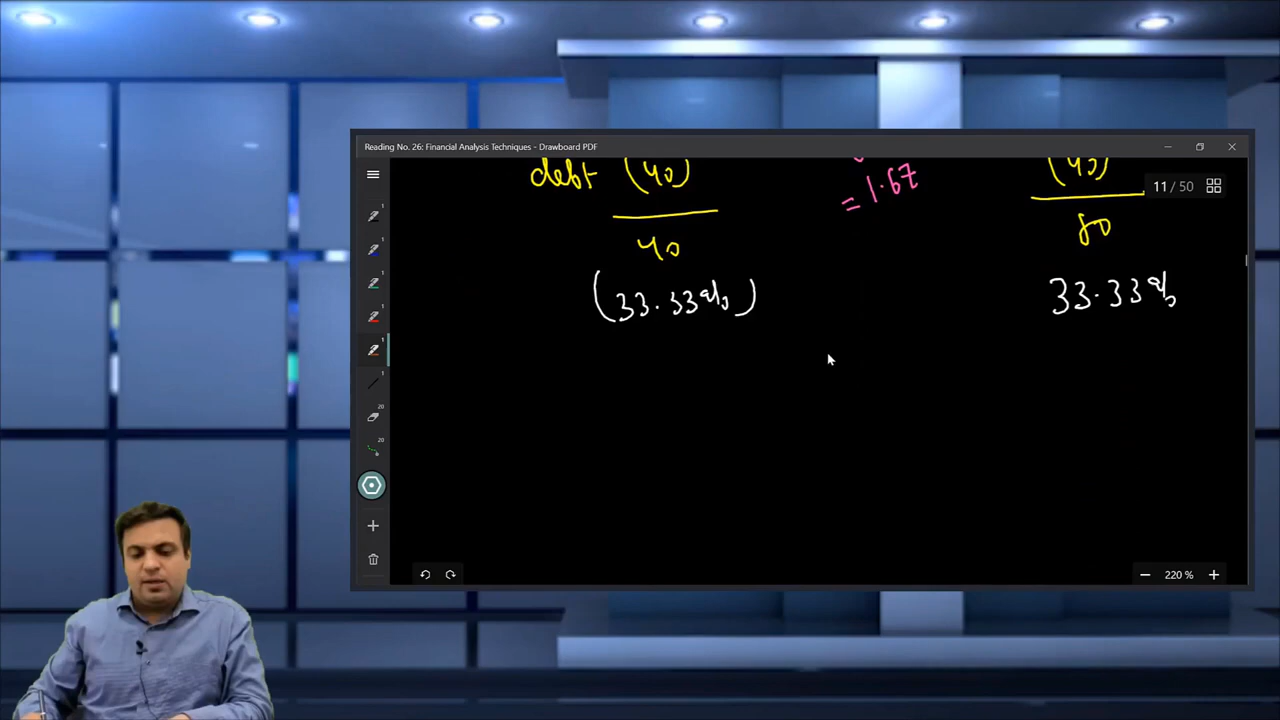 Reading No. 26: Financial Analysis Techniques - Drawboard PDF
11 / 50
debt (40)
= 1.67
(40)
40
80
(33.33%)
33.33%
220 %